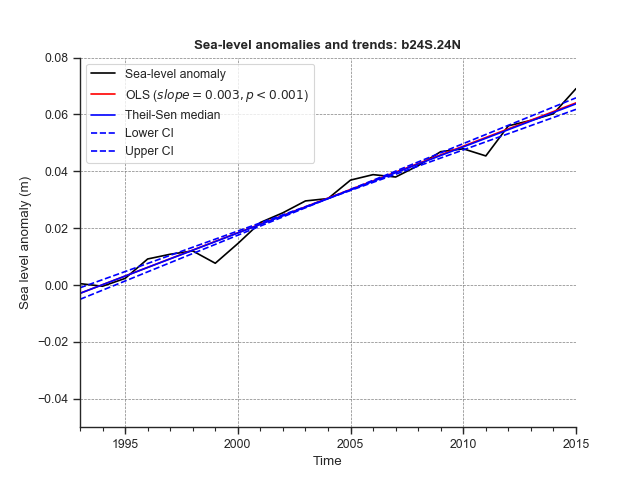 Sea-level anomalies and trends: b24S.24N
0.08
0.06
0.04
0.02
0.00
−0.02
−0.04
Sea level anomaly (m)
Sea-level anomaly
OLS (slope = 0.003, p < 0.001)
Theil-Sen median
Lower CI
Upper CI
1995 2000 2005 2010 2015
Time